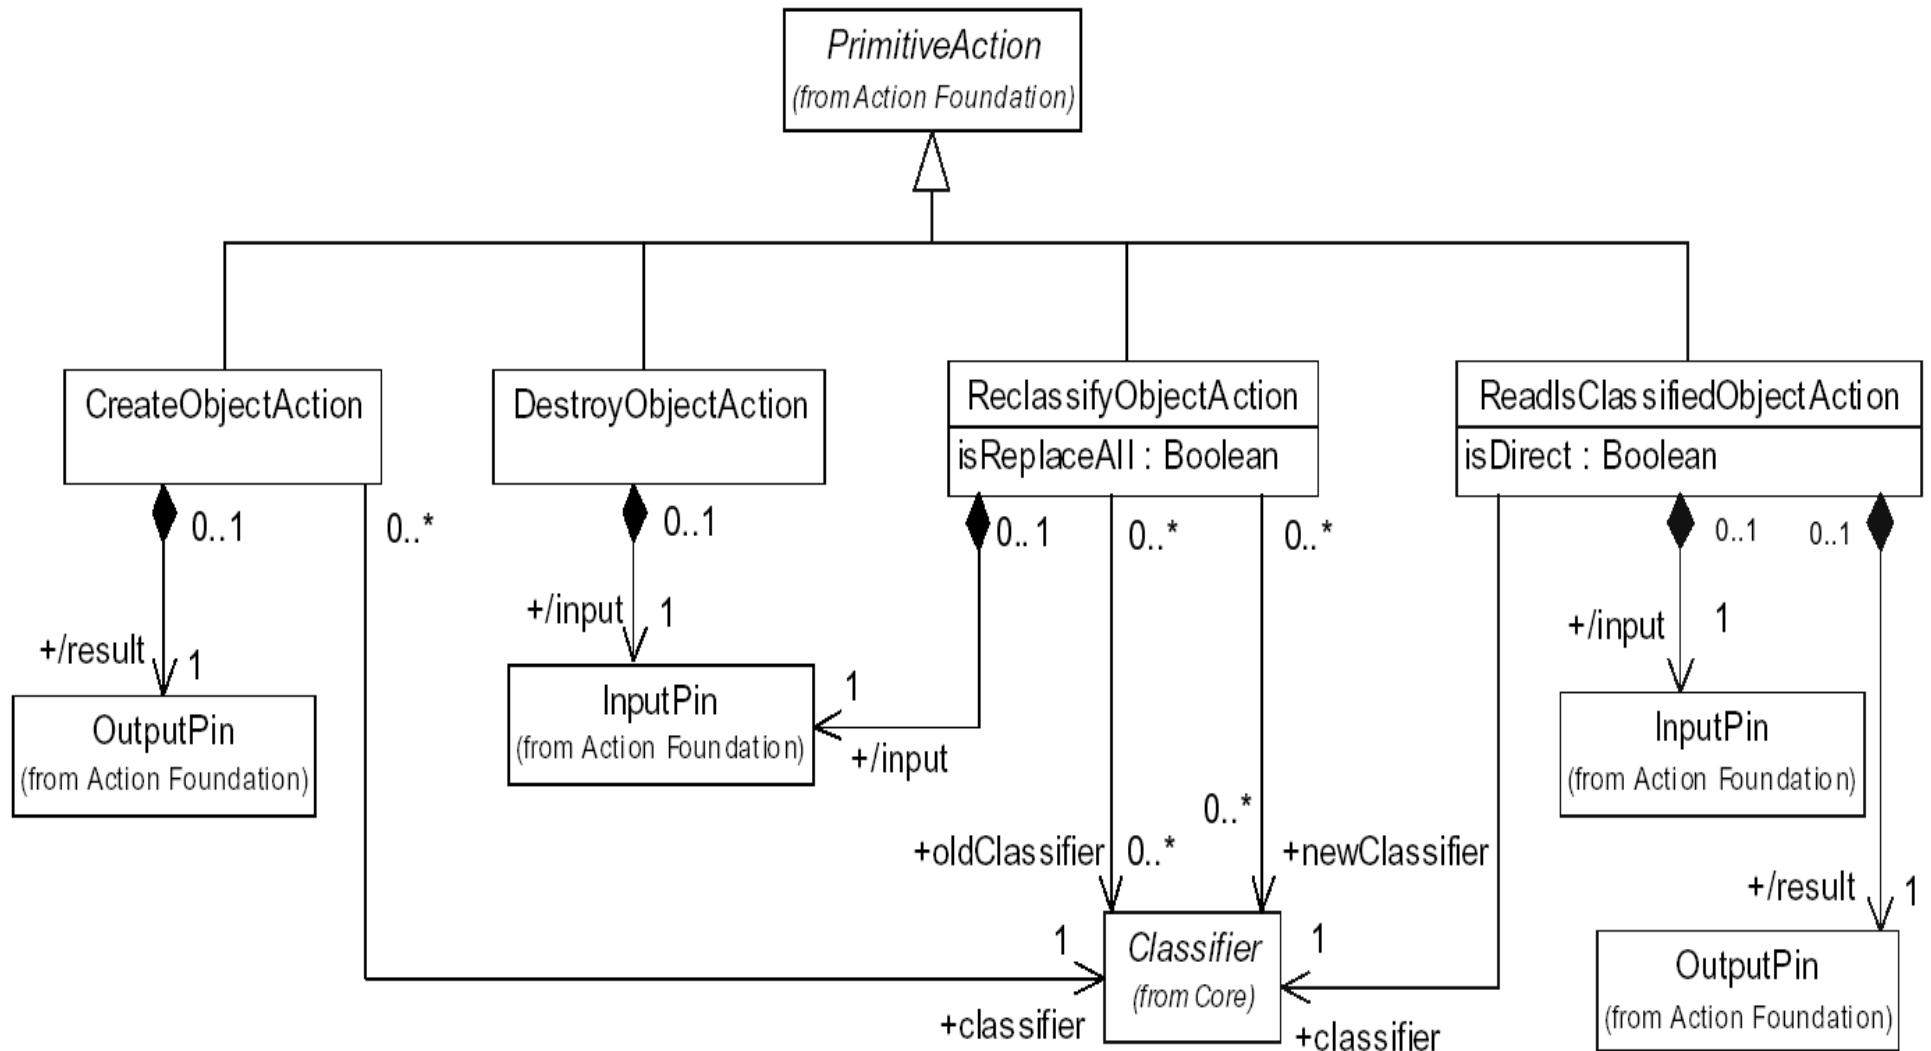 PrimitiveAction
(from Action Foundation)
CreateObjectAction
DestroyObjectAction
ReclassifyObjectAction
isReplaceAll : Boolean
ReadIsClassifiedObjectAction
isDirect : Boolean
0..1
0..*
0..1
0..1
0..*
0..*
0..1
0..1
+/result
1
+/input
1
1
+/input
+/input
1
OutputPin
(from Action Foundation)
InputPin
(from Action Foundation)
InputPin
(from Action Foundation)
0..*
+oldClassifier
0..*
+newClassifier
+/result
1
1
Classifier
(from Core)
1
+classifier
+classifier
OutputPin
(from Action Foundation)